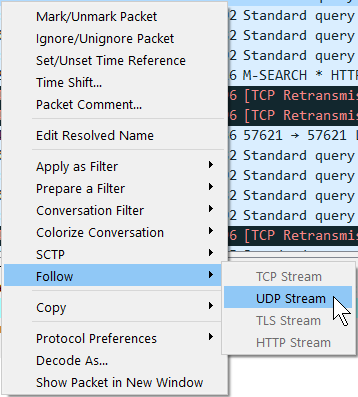 Mark/Unmark Packet
Ignore/Unignore Packet
Set/Unset Time Reference
Time Shift...
Packet Comment...
Edit Resolved Name
Apply as Filter
Prepare a Filter
Conversation Filter
Colorize Conversation
SCTP
Follow
Copy
Protocol Preferences
Decode As...
Show Packet in New Window
TCP Stream
UDP Stream
TLS Stream
HTTP Stream
2 Standard query
2 Standard query
2 Standard query
6 M-SEARCH * HTT
6 [TCP Retransmis
6 [TCP Retransmis
6 57621 → 57621
2 Standard query
2 Standard query
2 Standard query
2 Standard query
6 [TCP Retransmis